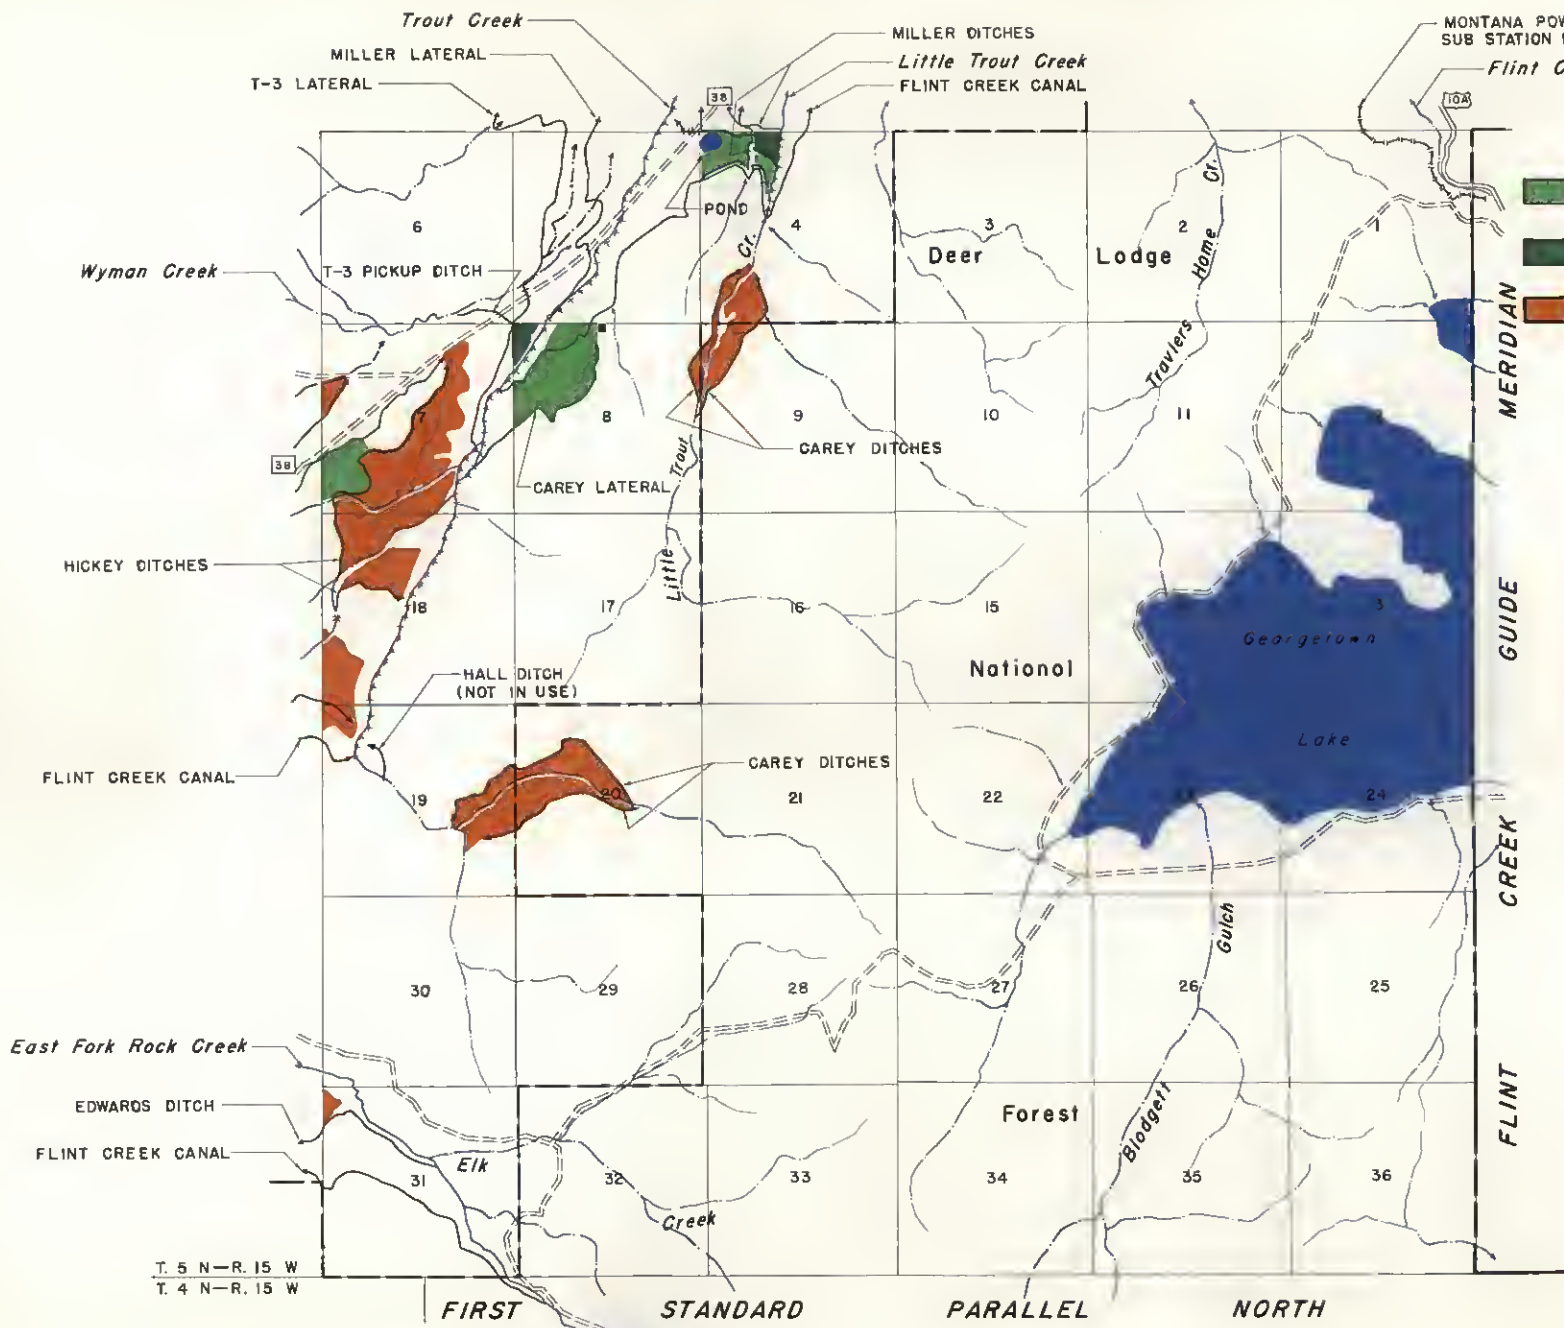 Trout Creek
MILLER LATERAL
T-3 LATERAL
38
MILLER DITCHES
Little Trout Creek
FLINT CREEK CANAL
MONTANA POW
SUB STATION
Flint C
10A
POND
6
4
3
2
1
Deer Lodge
Wyman Creek
T-3 PICKUP DITCH
Cr.
Travlers Home Cr.
7
8
9
10
11
38
CAREY DITCHES
CAREY LATERAL
Little Trout
HICKEY DITCHES
18
17
16
15
3
Georgetown
Lake
National
HALL DITCH
(NOT IN USE)
FLINT CREEK CANAL
CAREY DITCHES
19
20
21
22
24
30
29
28
27
26
25
Gulch
Blodgett
East Fork Rock Creek
EDWARDS DITCH
FLINT CREEK CANAL
Forest
31
32
33
34
35
36
Elk
Creek
T. 5 N—R. 15 W
T. 4 N—R. 15 W
FIRST STANDARD PARALLEL NORTH
FLINT CREEK GUIDE MERIDIAN